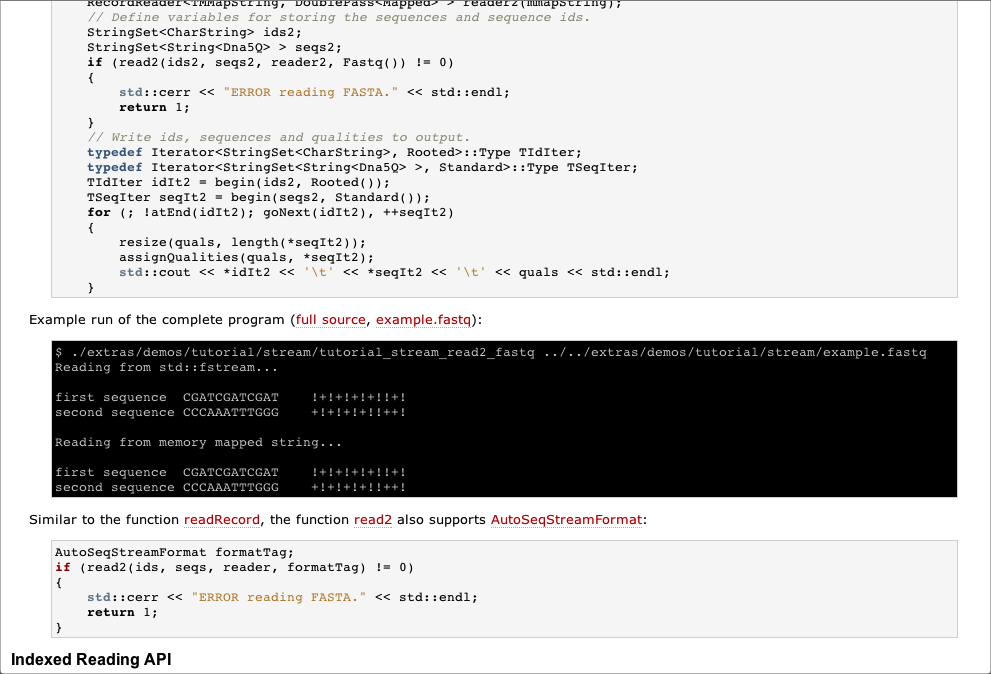 RecordReader<TMMapString, DoublePass<Mapped> > reader2(mmapString);
// Define variables for storing the sequences and sequence ids.
StringSet<CharString> ids2;
StringSet<String<Dna5Q> > seqs2;
if (read2(ids2, seqs2, reader2, Fastq()) != 0)
{
    std::cerr << "ERROR reading FASTA." << std::endl;
    return 1;
}
// Write ids, sequences and qualities to output.
typedef Iterator<StringSet<CharString>, Rooted>::Type TIdIter;
typedef Iterator<StringSet<String<Dna5Q> >, Standard>::Type TSeqIter;
TIdIter idIt2 = begin(ids2, Rooted());
TSeqIter seqIt2 = begin(seqs2, Standard());
for (; !atEnd(idIt2); goNext(idIt2), ++seqIt2)
{
    resize(quals, length(*seqIt2));
    assignQualities(quals, *seqIt2);
    std::cout << *idIt2 << '\t' << *seqIt2 << '\t' << quals << std::endl;
}
Example run of the complete program (full source, example.fastq):
$ ./extras/demos/tutorial/stream/tutorial_stream_read2_fastq ../../extras/demos/tutorial/stream/example.fastq
Reading from std::fstream...
first sequence  CGATCGATCGAT    !+!+!+!+!!+!
second sequence CCCAAATTTGGG    +!+!+!+!!++!
Reading from memory mapped string...
first sequence  CGATCGATCGAT    !+!+!+!+!!+!
second sequence CCCAAATTTGGG    +!+!+!+!!++!
Similar to the function readRecord, the function read2 also supports AutoSeqStreamFormat:
AutoSeqStreamFormat formatTag;
if (read2(ids, seqs, reader, formatTag) != 0)
{
    std::cerr << "ERROR reading FASTA." << std::endl;
    return 1;
}
Indexed Reading API